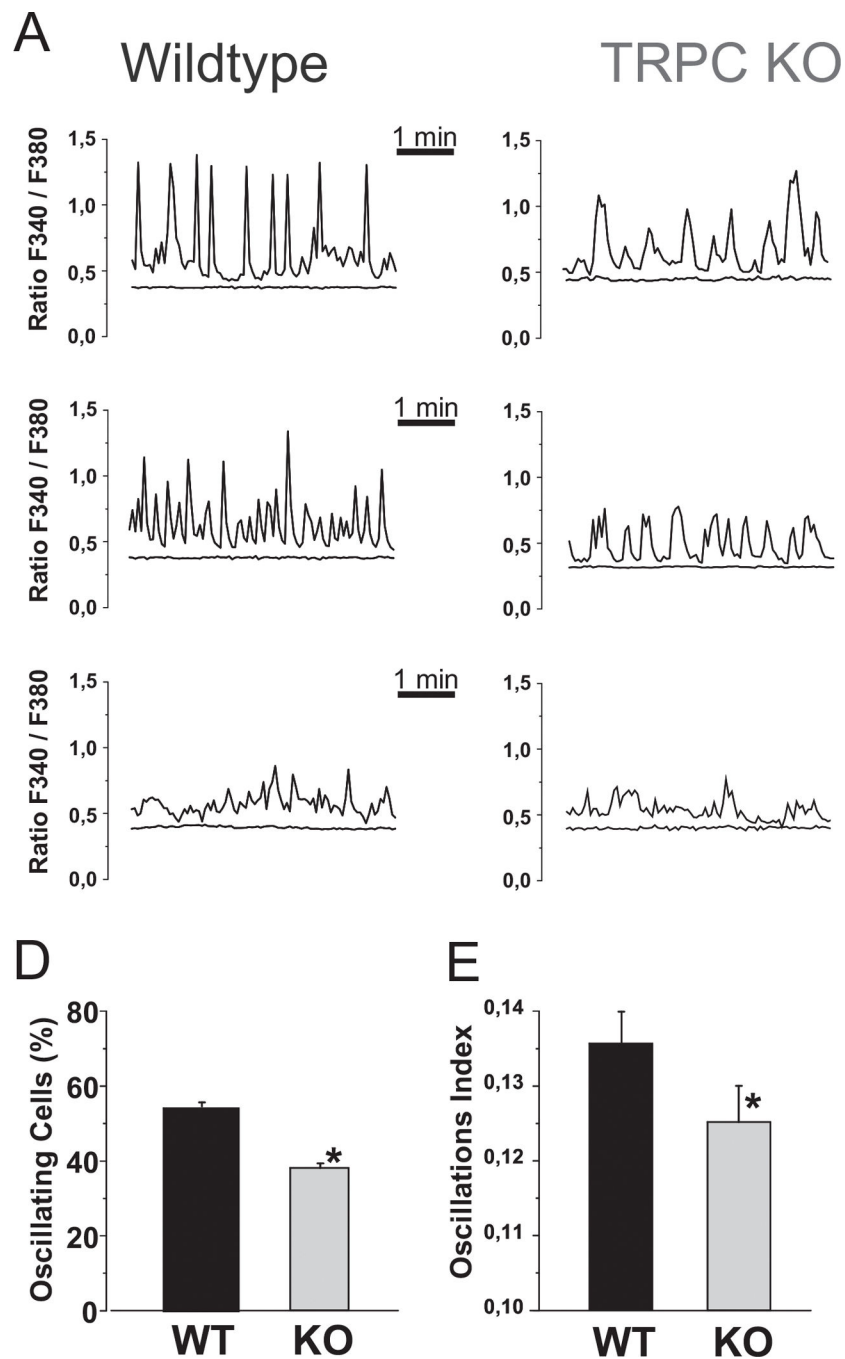 A
Wildtype
TRPC KO
Ratio F340 / F380
1,5
1,0
0,5
0,0
1 min
1,5
1,0
0,5
0,0
Ratio F340 / F380
1,5
1,0
0,5
0,0
1 min
1,5
1,0
0,5
0,0
Ratio F340 / F380
1,5
1,0
0,5
0,0
1 min
1,5
1,0
0,5
0,0
D
Oscillating Cells (%)
80
60
40
20
0
*
WT
KO
E
Oscillations Index
0,14
0,13
0,12
0,11
0,10
*
WT
KO